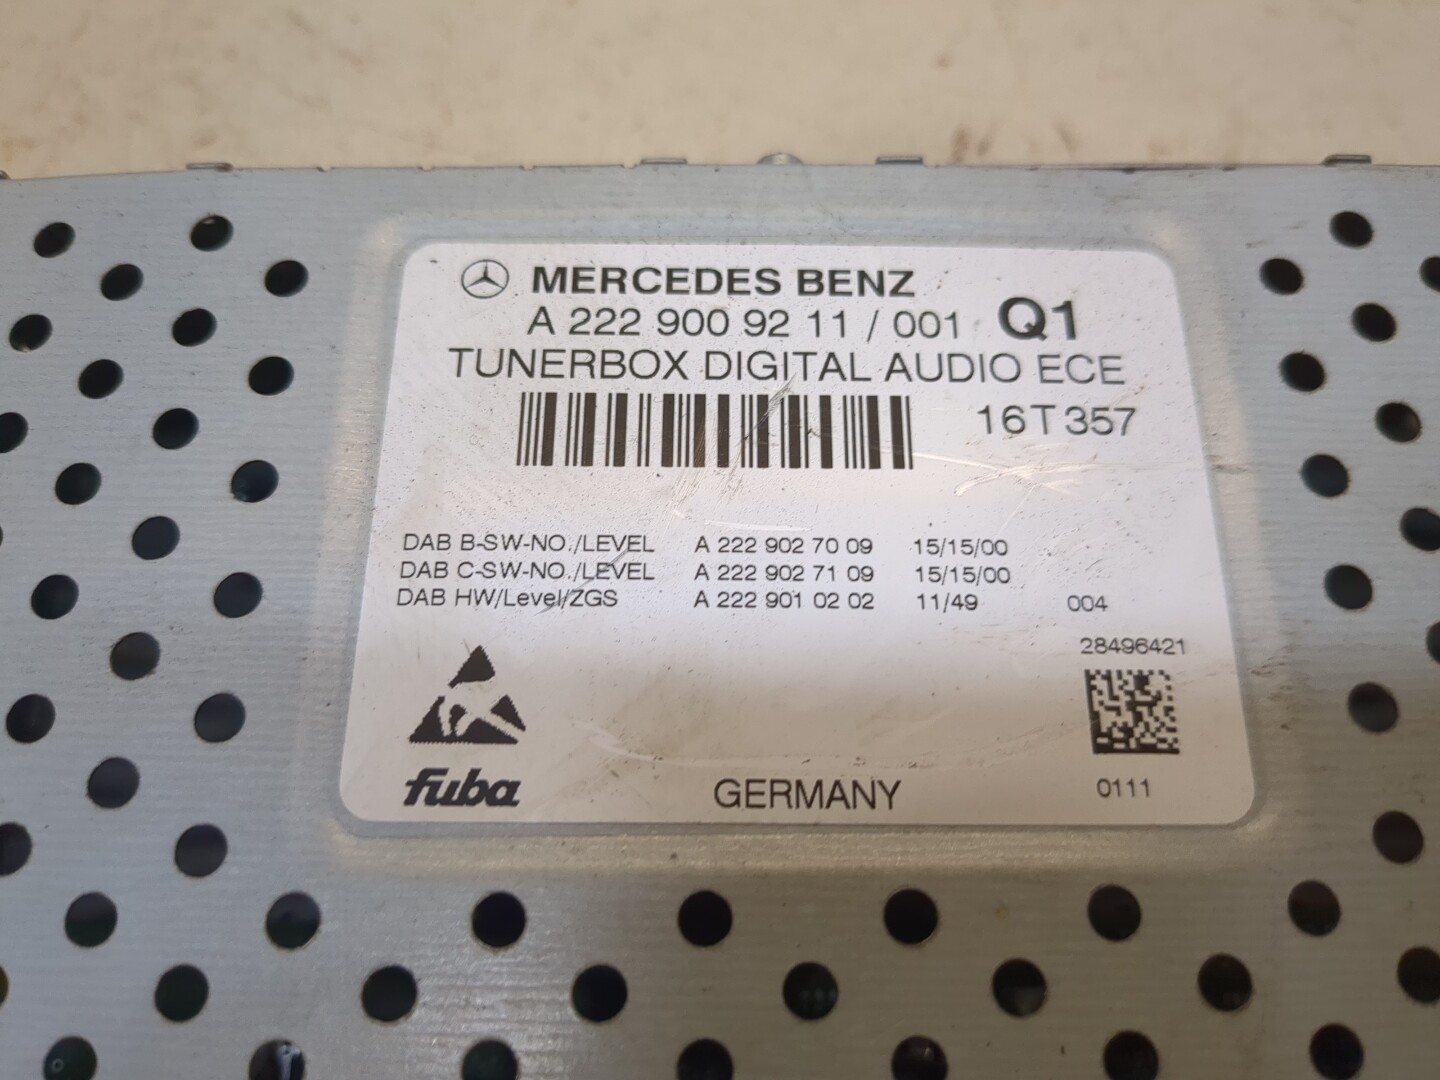 MERCEDES BENZ
A 222 900 92 11 / 001 Q1
TUNERBOX DIGITAL AUDIO ECE
16T357
DAB B-SW-NO./LEVEL A 222 902 70 09 15/15/00
DAB C-SW-NO./LEVEL A 222 902 71 09 15/15/00
DAB HW/Level/ZGS A 222 901 02 02 11/49 004
28496421
fuba
GERMANY
0111